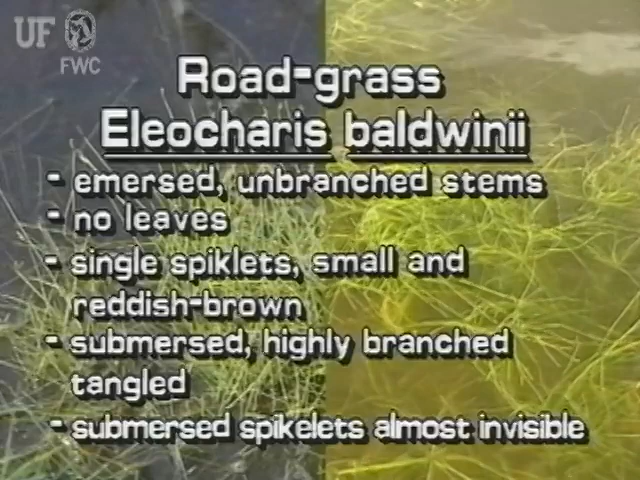 UF
FWC
Road-grass
Eleocharis baldwinii
- emersed, unbranched stems
- no leaves
- single spiklets, small and
reddish-brown
- submersed, highly branched
tangled
- submersed spikelets almost invisible